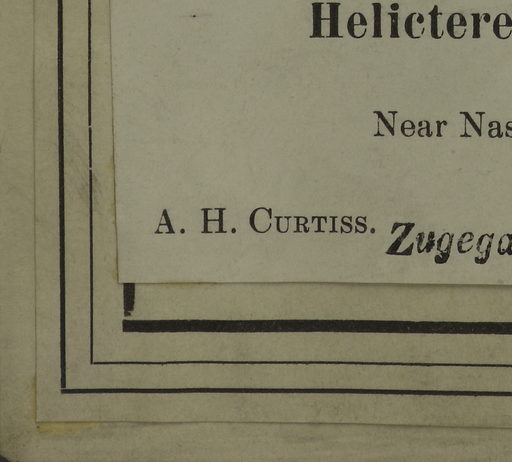 Helictere
Near Nas
A. H. Curtiss. Zugega